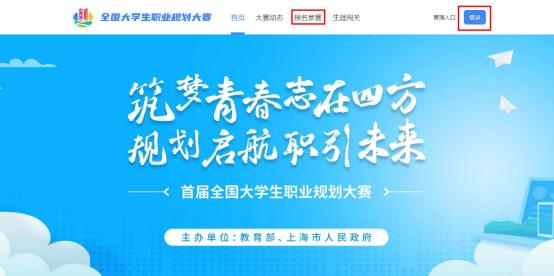 全国大学生职业规划大赛 首页 大赛动态 报名参赛 生涯闯关 管理入口 登录
筑梦青春志在四方
规划启航职引未来
首届全国大学生职业规划大赛
主办单位：教育部、上海市人民政府